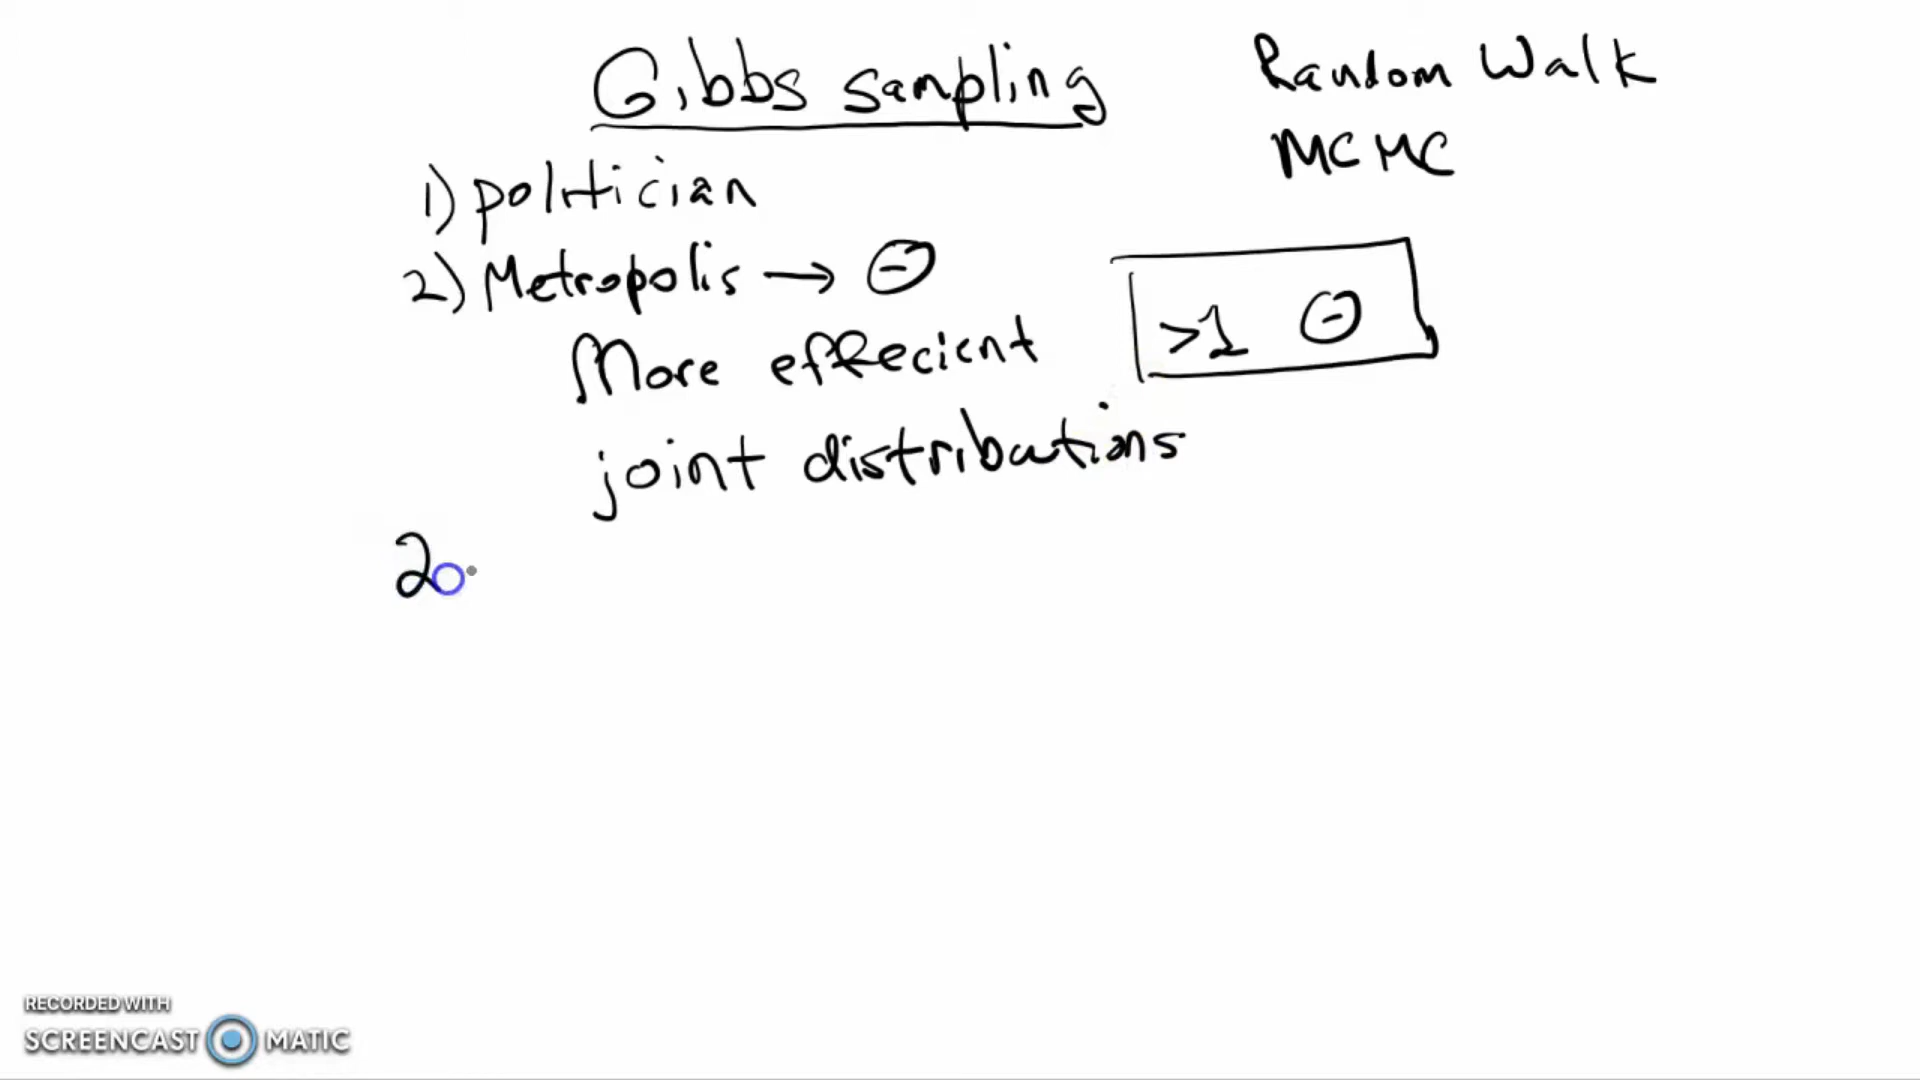 Gibbs sampling
Random Walk
MCMC
1) politician
2) Metropolis → Θ
>1 Θ
More effecient
joint distributions
2
RECORDED WITH
SCREENCAST MATIC